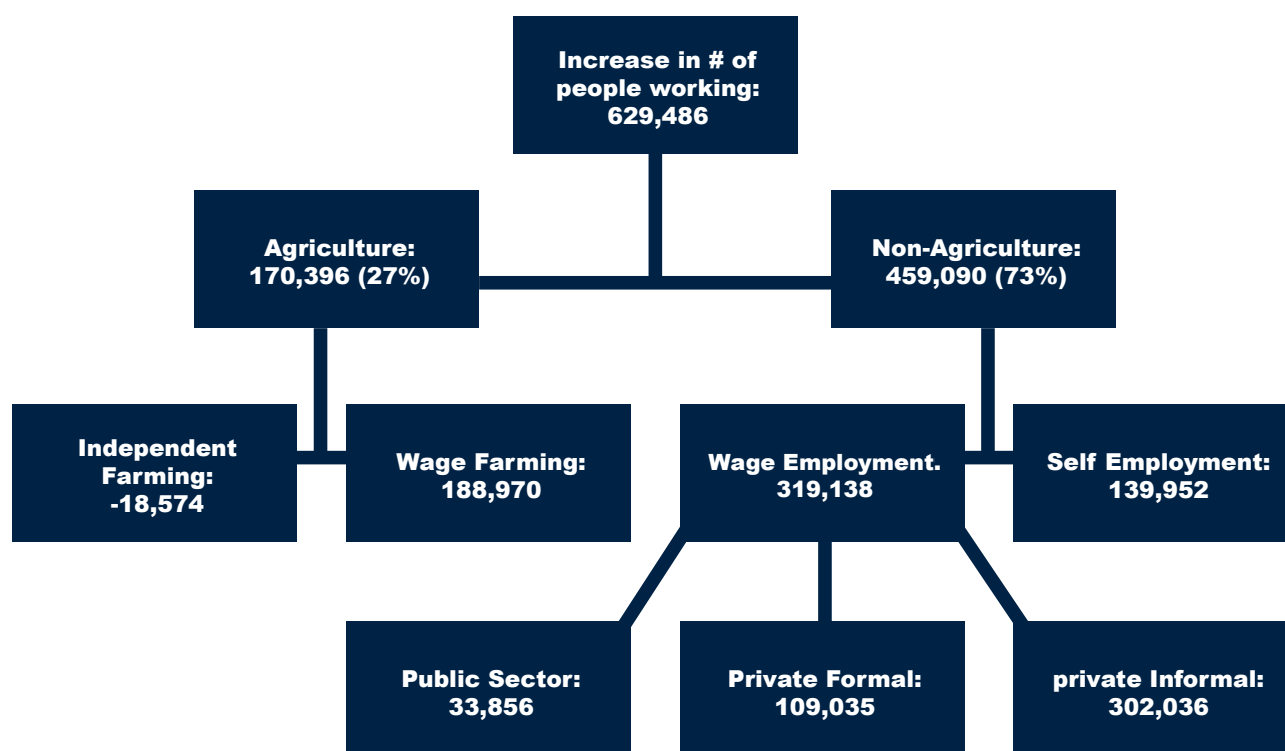 Increase in # of
people working:
629,486
Agriculture:
170,396 (27%)
Non-Agriculture:
459,090 (73%)
Independent
Farming:
-18,574
Wage Farming:
188,970
Wage Employment.
319,138
Self Employment:
139,952
Public Sector:
33,856
Private Formal:
109,035
private Informal:
302,036